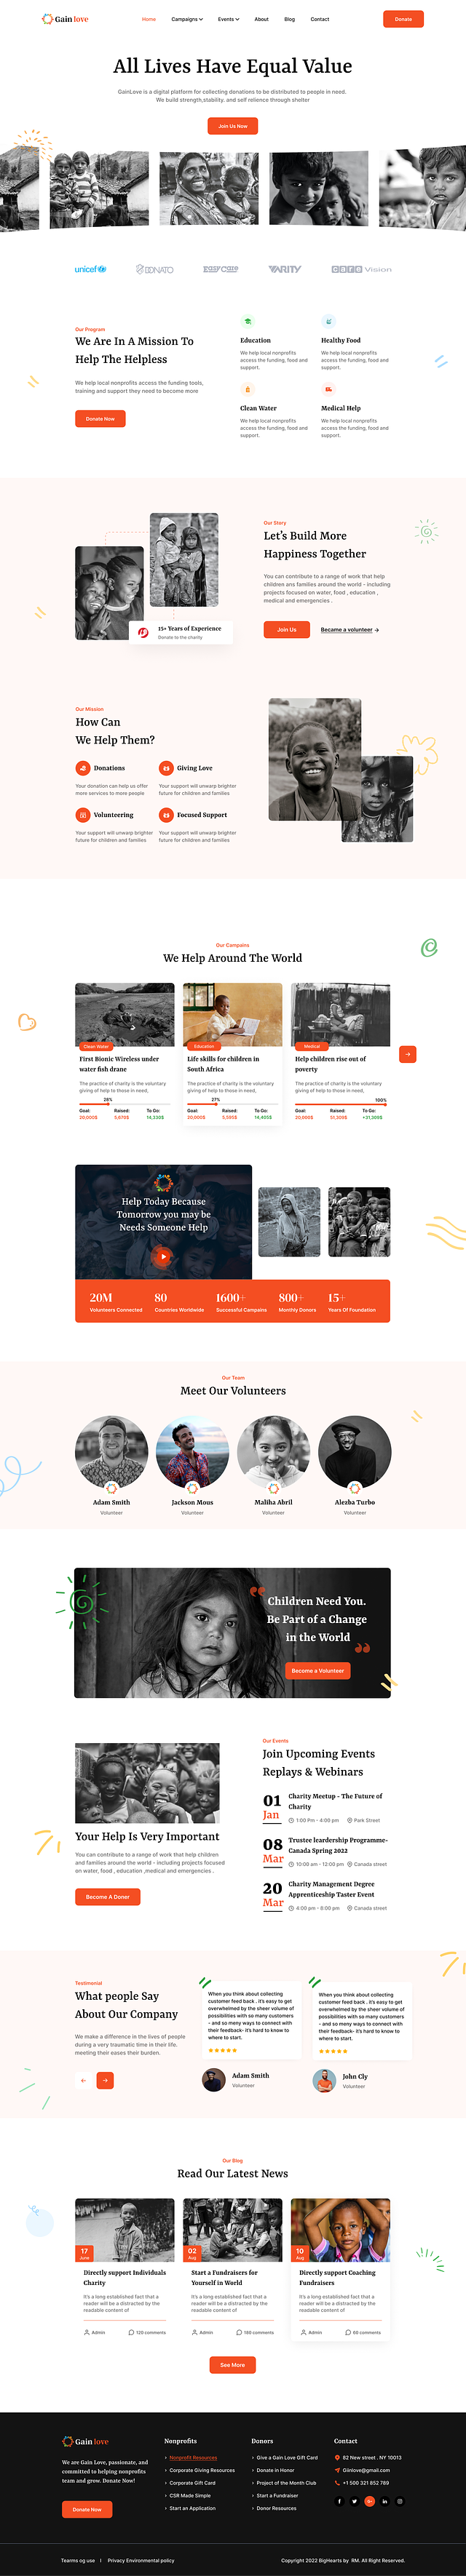 Gain love
Home Campaigns Events About Blog Contact
Donate
All Lives Have Equal Value
GainLove is a digital platform for collecting donations to be distributed to people in need.
We build strength,stability. and self relience through shelter
Join Us Now
unicef
DONATO
EASY CARE
VARITY
Vision
Our Program
We Are In A Mission To
Help The Helpless
We help local nonprofits access the funding tools,
training and support they need to become more
Donate Now
Education
We help local nonprofits
access the funding, food and
support.
Healthy Food
We help local nonprofits
access the funding, food and
support.
Clean Water
We help local nonprofits
access the funding, food and
support.
Medical Help
We help local nonprofits
access the funding, food and
support.
15+ Years of Experience
Donate to the charity
Our Story
Let's Build More
Happiness Together
You can contribute to a range of work that help
children ans families around the world - including
projects focused on water, food , education ,
medical and emergencies .
Join Us
Became a volunteer
Our Mission
How Can
We Help Them?
Donations
Your donation can help us offer
more services to more people
Giving Love
Your support will unwarp brighter
future for children and families
Volunteering
Your support will unwarp brighter
future for children and families
Focused Support
Your support will unwarp brighter
future for children and families
Our Campains
We Help Around The World
Clean Water
First Bionic Wireless under
water fish drane
The practice of charity is the voluntary
giving of help to those in need,
28%
Goal: Raised: To Go:
20,000$ 5,670$ 14,330$
Education
Life skills for children in
South Africa
The practice of charity is the voluntary
giving of help to those in need,
27%
Goal: Raised: To Go:
20,000$ 5,595$ 14,405$
Medical
Help children rise out of
poverty
The practice of charity is the voluntary
giving of help to those in need,
100%
Goal: Raised: To Go:
20,000$ 51,309$ +31,309$
Help Today Because
Tomorrow you may be
Needs Someone Help
20M
Volunteers Connected
80
Countries Worldwide
1600+
Successful Campains
800+
Monthly Donors
15+
Years Of Foundation
Our Team
Meet Our Volunteers
Adam Smith
Volunteer
Jackson Mous
Volunteer
Maliha Abril
Volunteer
Alezba Turbo
Volunteer
Children Need You.
Be Part of a Change
in the World
Become a Volunteer
Your Help Is Very Important
You can contribute to a range of work that help children
and families around the world - including projects focused
on water, food , education ,medical and emergencies .
Become A Doner
Our Events
Join Upcoming Events
Replays & Webinars
01
Jan
Charity Meetup - The Future of
Charity
1:00 Pm - 4:00 pm Park Street
08
Mar
Trustee leardership Programme-
Canada Spring 2022
10:00 am - 12:00 pm Canada street
20
Mar
Charity Management Degree
Apprenticeship Taster Event
4:00 pm - 8:00 pm Canada street
Testimonial
What people Say
About Our Company
We make a difference in the lives of people
during a very traumatic time in their life.
meeting their eases their burden.
When you think about collecting
customer feed back . it's easy to get
overwhelmed by the sheer volume of
possibilities with so many customers
- and so many ways to connect with
their feedback- it's hard to know
where to start.
Adam Smith
Volunteer
When you think about collecting
customer feed back . it's easy to get
overwhelmed by the sheer volume of
possibilities with so many customers
- and so many ways to connect with
their feedback- it's hard to know to
where to start.
John Cly
Volunteer
Our Blog
Read Our Latest News
17
June
Directly support Individuals
Charity
It's a long established fact that a
reader will be a distracted by the
readable content of
Admin 120 comments
02
Aug
Start a Fundraisers for
Yourself in World
It's a long established fact that a
reader will be a distracted by the
readable content of
Admin 180 comments
10
Aug
Directly support Coaching
Fundraisers
It's a long established fact that a
reader will be a distracted by the
readable content of
Admin 60 comments
See More
Gain love
We are Gain Love, passionate, and
committed to helping nonprofits
team and grow. Donate Now!
Donate Now
Nonprofits
Nonprofit Resources
Corporate Giving Resources
Corporate Gift Card
CSR Made Simple
Start an Application
Donors
Give a Gain Love Gift Card
Donate in Honor
Project of the Month Club
Start a Fundraiser
Donor Resources
Contact
82 New street . NY 10013
Giinlove@gmail.com
+1 500 321 852 789
Tearms og use | Privacy Environmental policy
Copyright 2022 BigHearts by RM. All Right Reserved.